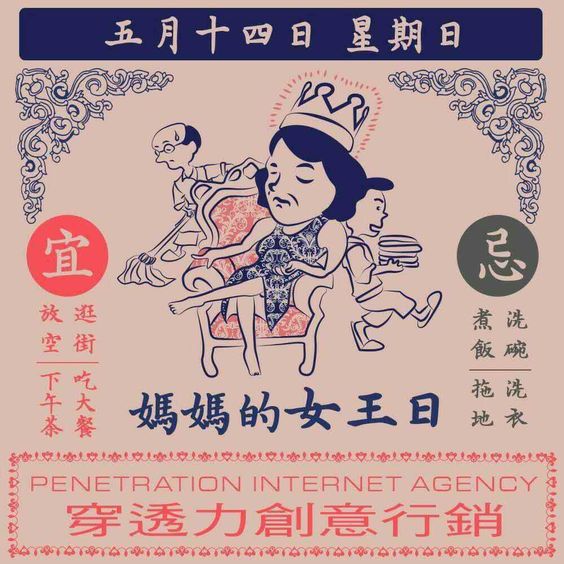 五月十四日 星期日
宜
逛街
放空
吃大餐
下午茶
忌
洗碗
煮飯
洗衣
拖地
媽媽的女王日
PENETRATION INTERNET AGENCY
穿透力創意行銷